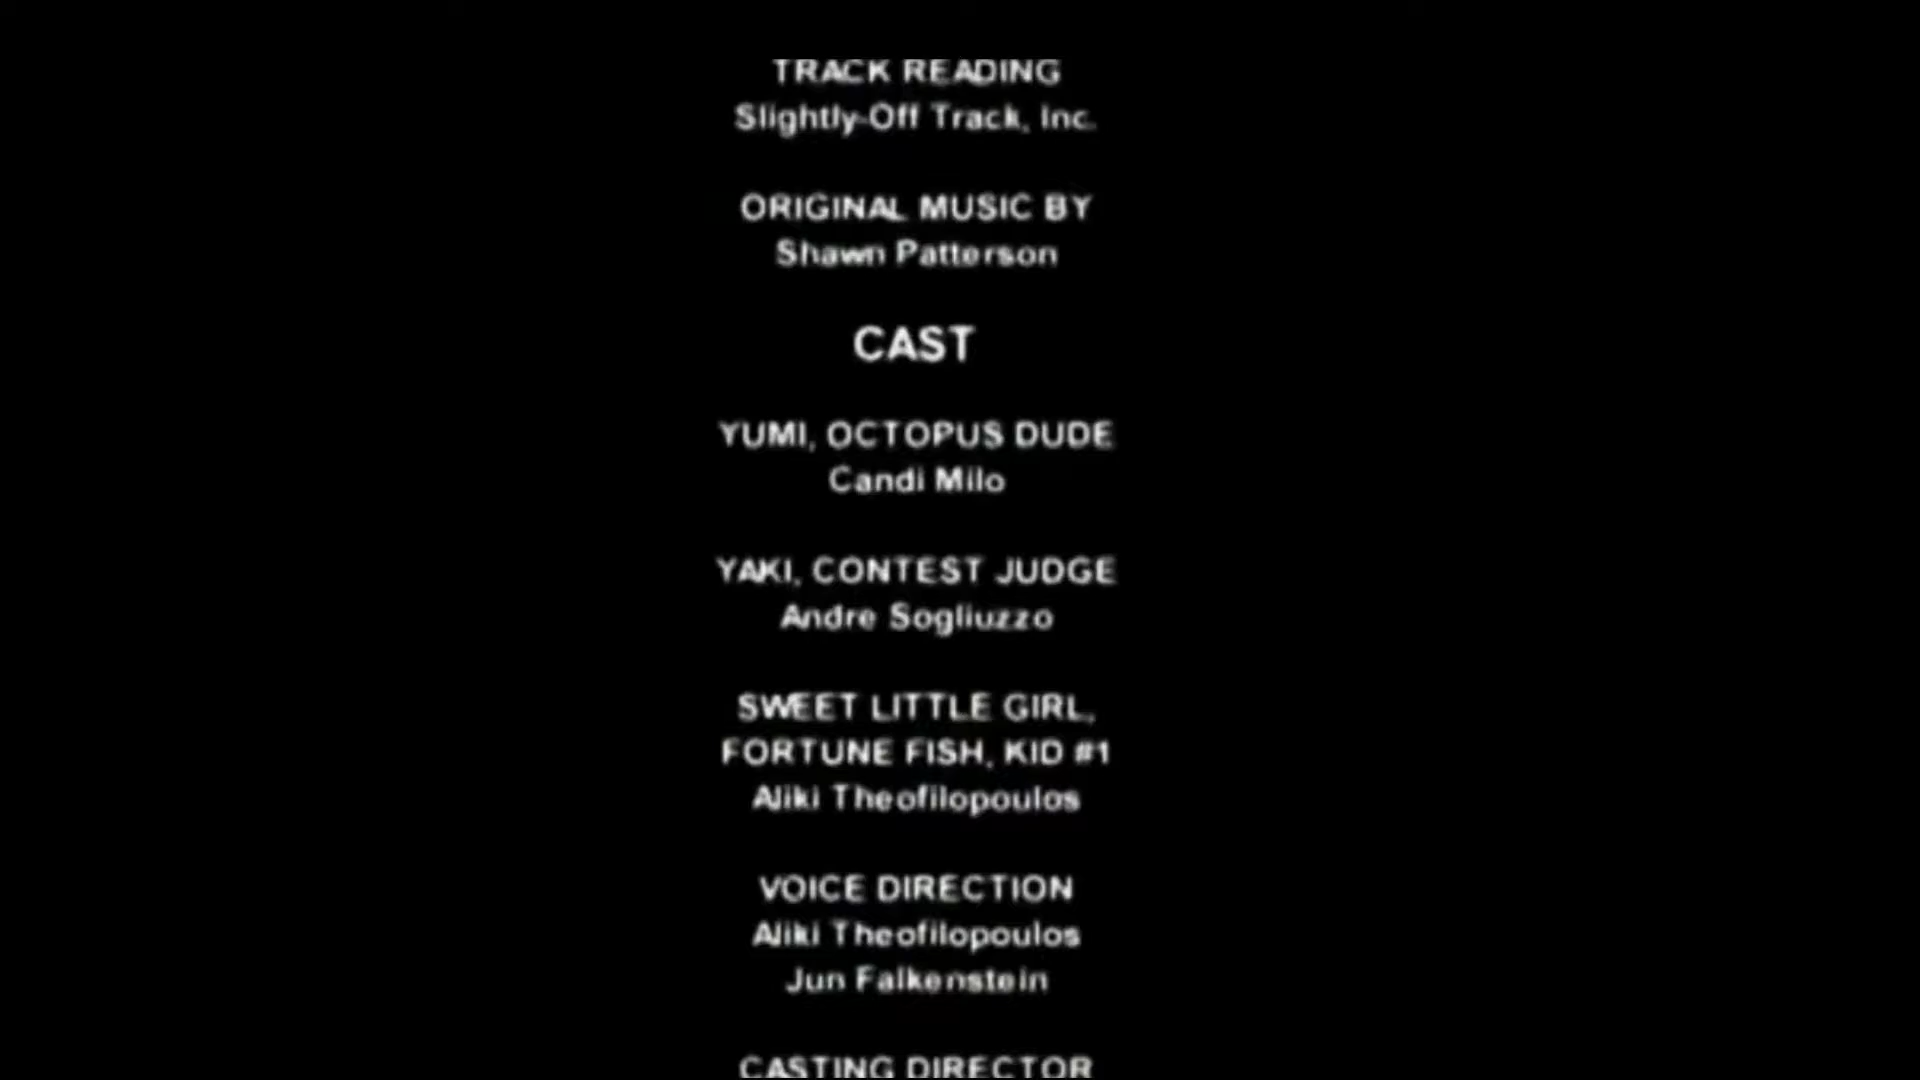 TRACK READING
Slightly-Off Track, Inc.
ORIGINAL MUSIC BY
Shawn Patterson
CAST
YUMI, OCTOPUS DUDE
Candi Milo
YAKI, CONTEST JUDGE
Andre Sogliuzzo
SWEET LITTLE GIRL,
FORTUNE FISH, KID #1
Aliki Theofilopoulos
VOICE DIRECTION
Aliki Theofilopoulos
Jun Falkenstein
CASTING DIRECTOR